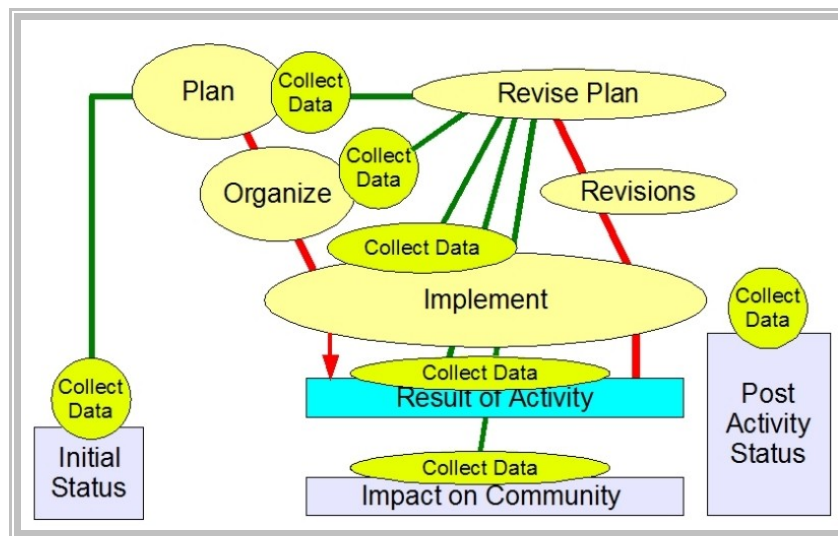 Plan
Collect
Data
Revise Plan
Collect
Data
Organize
Revisions
Collect Data
Implement
Collect
Data
Collect
Data
Collect Data
Result of Activity
Post
Activity
Status
Initial
Status
Collect Data
Impact on Community